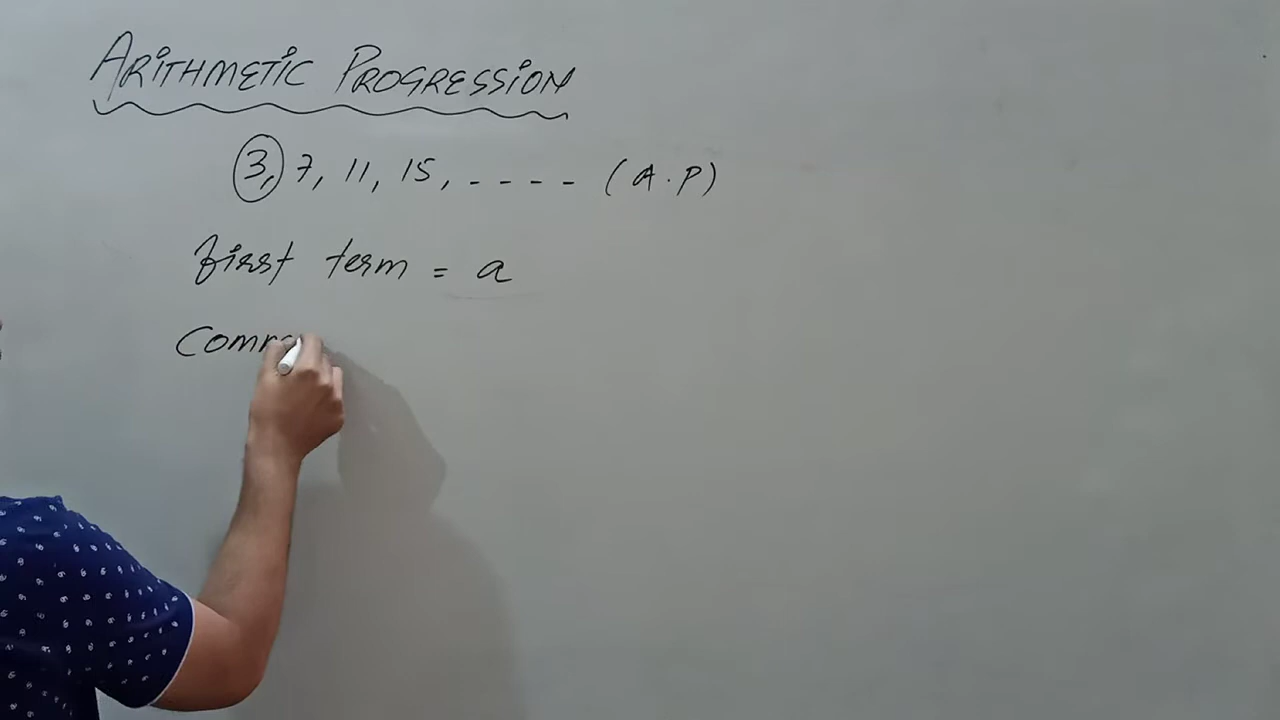 ARITHMETIC PROGRESSION
3, 7, 11, 15, - - - - (A.P)
first term = a